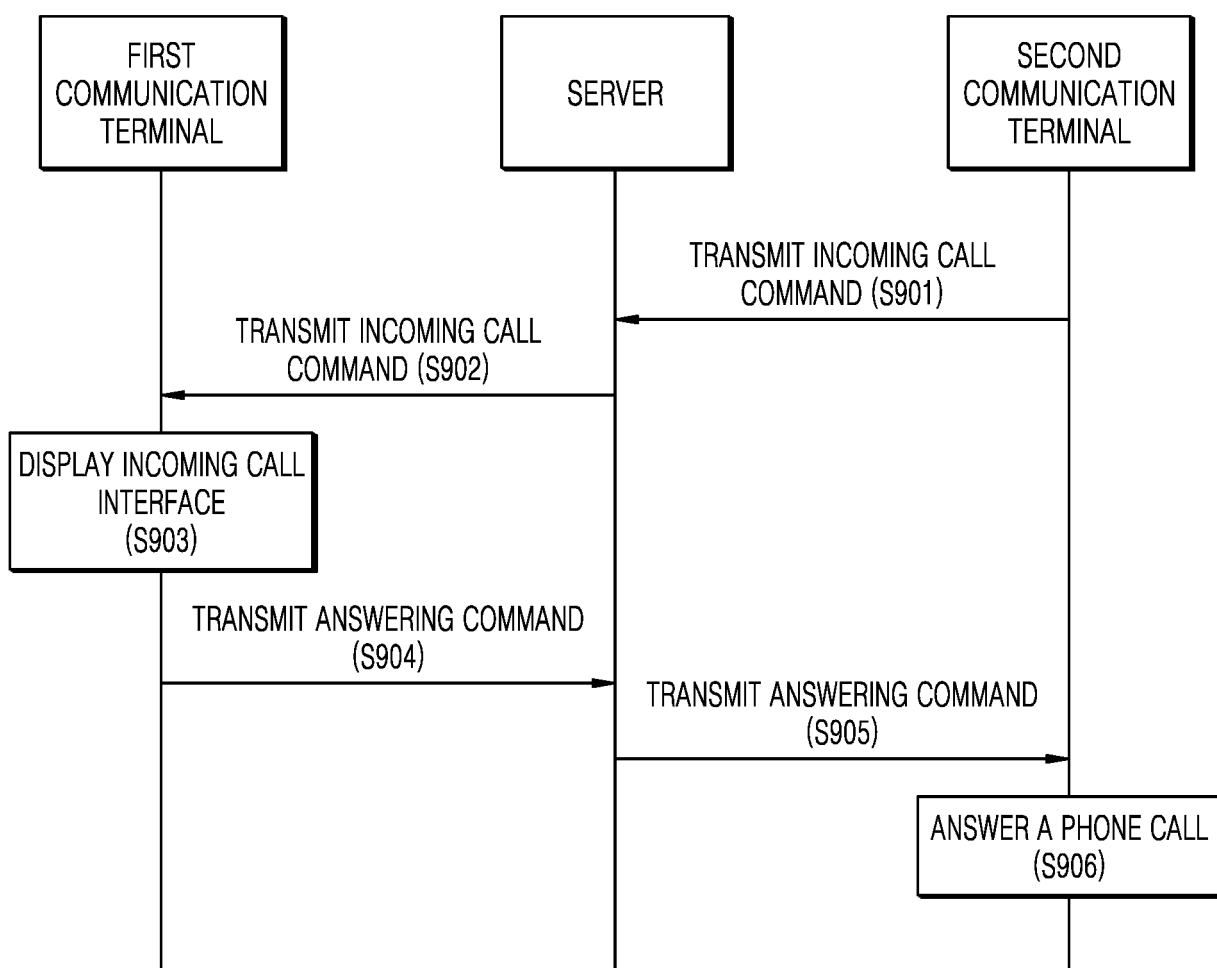 FIRST
COMMUNICATION
TERMINAL
SERVER
SECOND
COMMUNICATION
TERMINAL
TRANSMIT INCOMING CALL
COMMAND (S901)
TRANSMIT INCOMING CALL
COMMAND (S902)
DISPLAY INCOMING CALL
INTERFACE
(S903)
TRANSMIT ANSWERING COMMAND
(S904)
TRANSMIT ANSWERING COMMAND
(S905)
ANSWER A PHONE CALL
(S906)